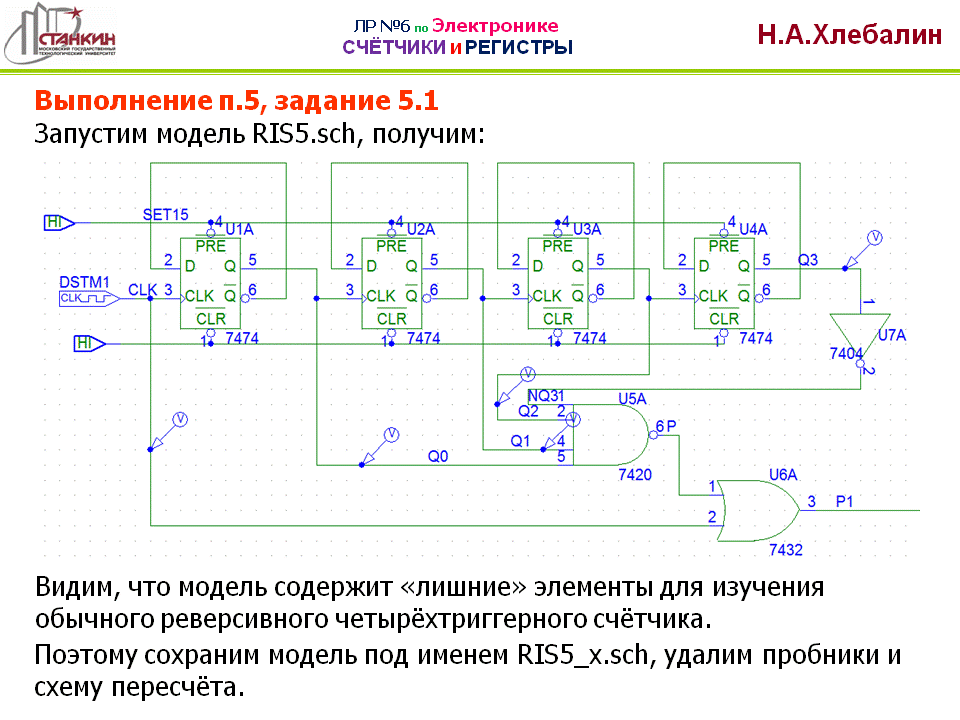 СТАНКИН
МОСКОВСКИЙ ГОСУДАРСТВЕННЫЙ
ТЕХНОЛОГИЧЕСКИЙ УНИВЕРСИТЕТ
ЛР №6 по Электронике
СЧЁТЧИКИ и РЕГИСТРЫ
Н.А.Хлебалин
Выполнение п.5, задание 5.1
Запустим модель RIS5.sch, получим:
HI SET15 4 4 4 4
U1A U2A U3A U4A V
PRE PRE PRE PRE
2 D Q 5 2 D Q 5 2 D Q 5 2 D Q 5 Q3
DSTM1
CLK CLK 3 CLK Q 6 3 CLK Q 6 3 CLK Q 6 3 CLK Q 6 1
CLR CLR CLR CLR
HI 1 7474 1 7474 1 7474 1 7474 U7A
7404
V 2
NQ31 U5A
Q2 2
V V 6 P
V Q1 4
Q0 5
7420 U6A
1
3 P1
2
7432
Видим, что модель содержит «лишние» элементы для изучения
обычного реверсивного четырёхтриггерного счётчика.
Поэтому сохраним модель под именем RIS5_x.sch, удалим пробники и
схему пересчёта.